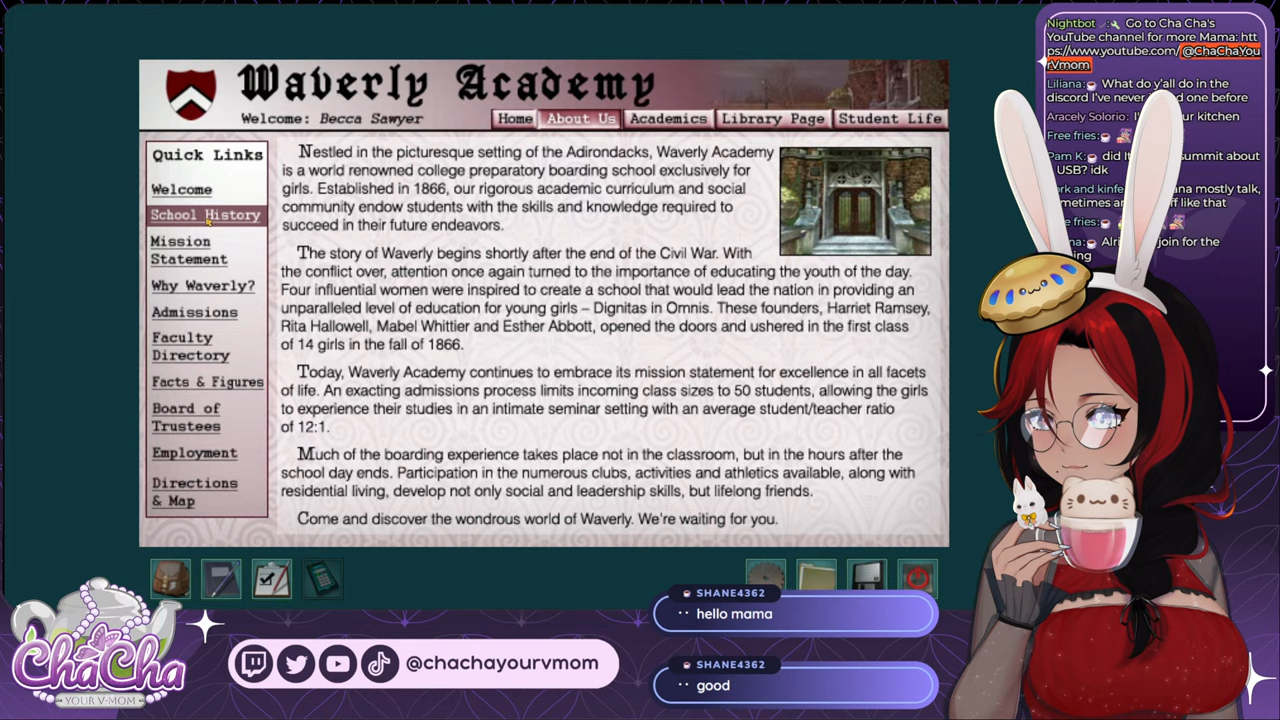 Waverly Academy
Welcome: Becca Sawyer
Home
About Us
Academics
Library Page
Student Life
Quick Links
Welcome
School History
Mission
Statement
Why Waverly?
Admissions
Faculty
Directory
Facts & Figures
Board of
Trustees
Employment
Directions
& Map
Nestled in the picturesque setting of the Adirondacks, Waverly Academy
is a world renowned college preparatory boarding school exclusively for
girls. Established in 1866, our rigorous academic curriculum and social
community endow students with the skills and knowledge required to
succeed in their future endeavors.
The story of Waverly begins shortly after the end of the Civil War. With
the conflict over, attention once again turned to the importance of educating the youth of the day.
Four influential women were inspired to create a school that would lead the nation in providing an
unparalleled level of education for young girls – Dignitas in Omnis. These founders, Harriet Ramsey,
Rita Hallowell, Mabel Whittier and Esther Abbott, opened the doors and ushered in the first class
of 14 girls in the fall of 1866.
Today, Waverly Academy continues to embrace its mission statement for excellence in all facets
of life. An exacting admissions process limits incoming class sizes to 50 students, allowing the girls
to experience their studies in an intimate seminar setting with an average student/teacher ratio
of 12:1.
Much of the boarding experience takes place not in the classroom, but in the hours after the
school day ends. Participation in the numerous clubs, activities and athletics available, along with
residential living, develop not only social and leadership skills, but lifelong friends.
Come and discover the wondrous world of Waverly. We're waiting for you.
Nightbot : Go to Cha Cha's
YouTube channel for more Mama: htt
ps://www.youtube.com/ @ChaChaYou
rVmom
Liliana: What do y'all do in the
discord I've never d one before
Aracely Solorio: kitchen
Free fries:
Pam K: did summit about
USB? idk
mostly talk,
like that
fries:
join for the
ChaCha
YOUR V-MOM
@chachayourvmom
SHANE4362
hello mama
SHANE4362
good